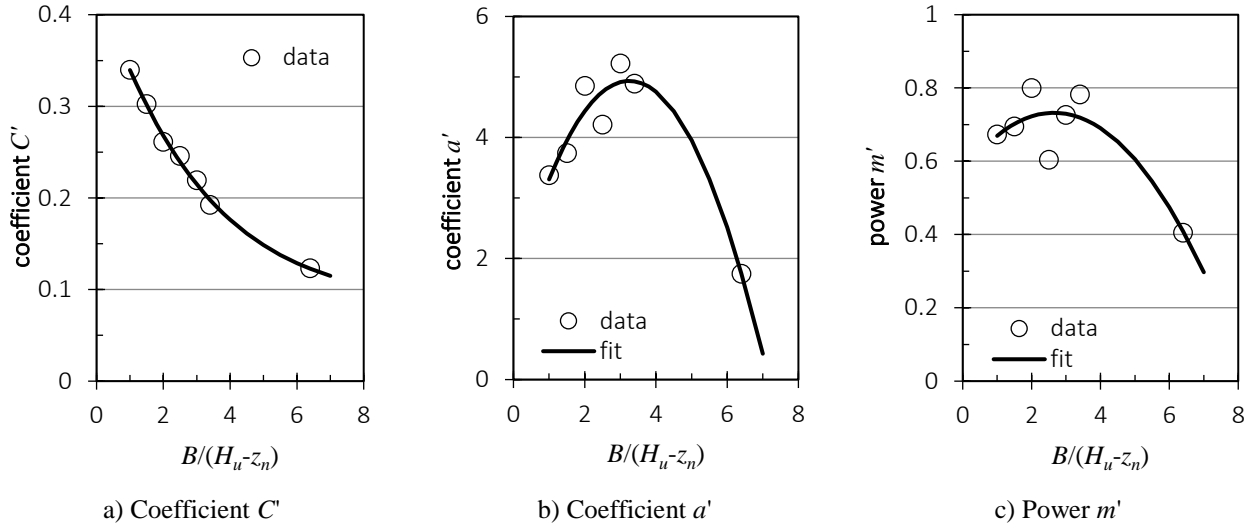 0.4
0.3
0.2
0.1
0
0 2 4 6 8
coefficient C′
data
B/(Hu-zn)
a) Coefficient C'
6
4
2
0
0 2 4 6 8
coefficient a′
data
fit
B/(Hu-zn)
b) Coefficient a'
1
0.8
0.6
0.4
0.2
0
0 2 4 6 8
power m′
data
fit
B/(Hu-zn)
c) Power m'